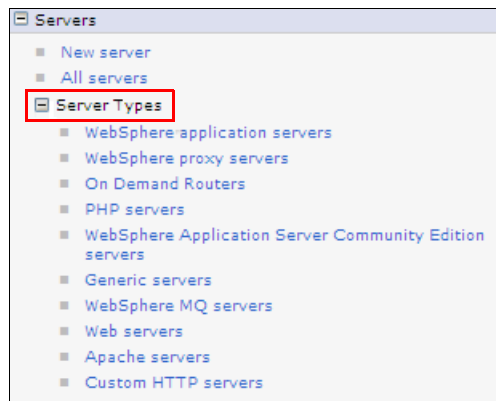 Servers
New server
All servers
Server Types
WebSphere application servers
WebSphere proxy servers
On Demand Routers
PHP servers
WebSphere Application Server Community Edition
servers
Generic servers
WebSphere MQ servers
Web servers
Apache servers
Custom HTTP servers